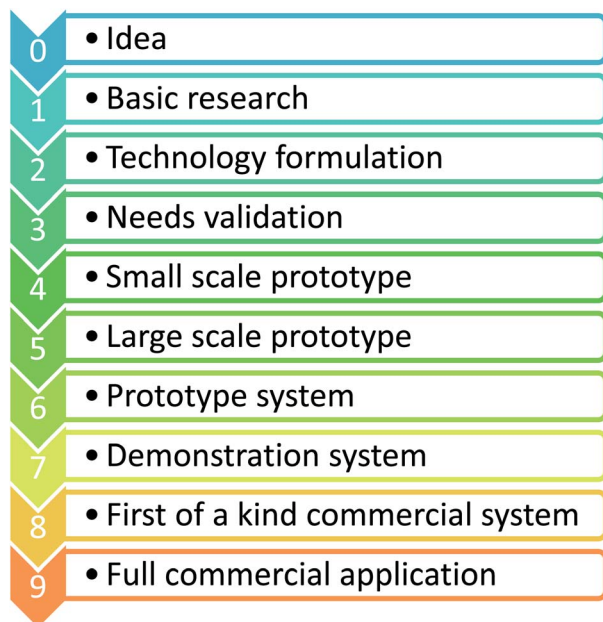 0 • Idea
1 • Basic research
2 • Technology formulation
3 • Needs validation
4 • Small scale prototype
5 • Large scale prototype
6 • Prototype system
7 • Demonstration system
8 • First of a kind commercial system
9 • Full commercial application